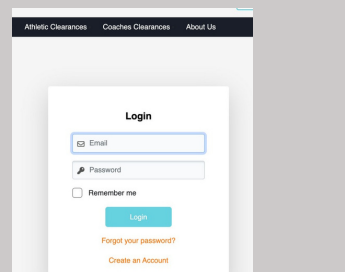 Athletic Clearances Coaches Clearances About Us
Login
Email
Password
Remember me
Login
Forgot your password?
Create an Account